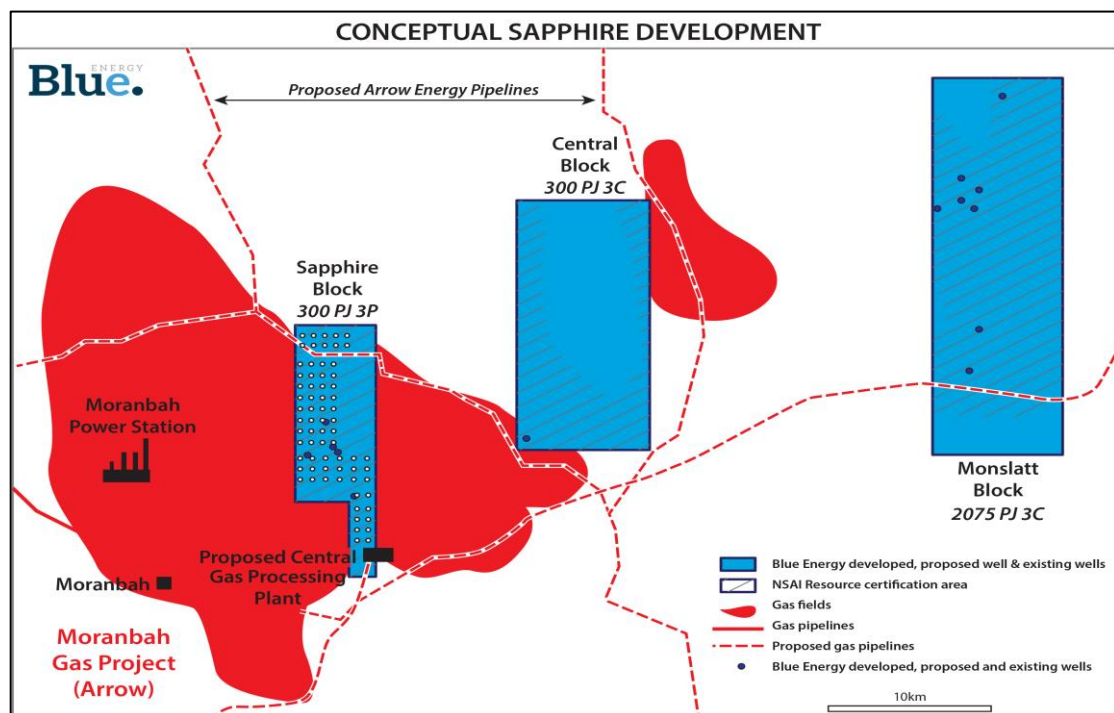 CONCEPTUAL SAPPHIRE DEVELOPMENT
ENERGY
Blue.
Proposed Arrow Energy Pipelines
Central
Block
300 PJ 3C
Sapphire
Block
300 PJ 3P
Moranbah
Power Station
Monslatt
Block
2075 PJ 3C
Proposed Central
Gas Processing
Plant
Moranbah
Moranbah
Gas Project
(Arrow)
Blue Energy developed, proposed well & existing wells
NSAI Resource certification area
Gas fields
Gas pipelines
Proposed gas pipelines
Blue Energy developed, proposed and existing wells
10km